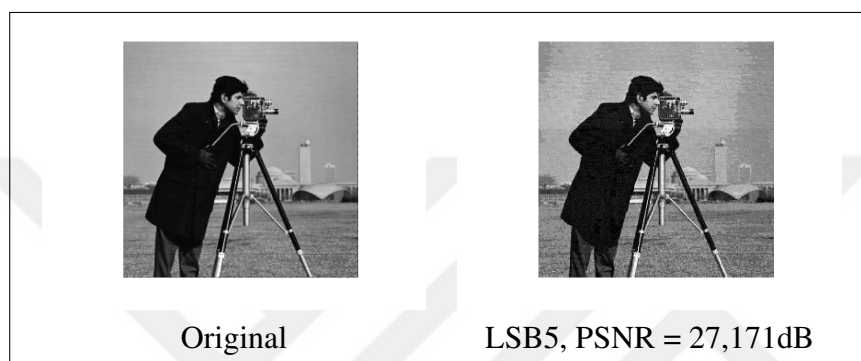 Original
LSB5, PSNR = 27,171dB